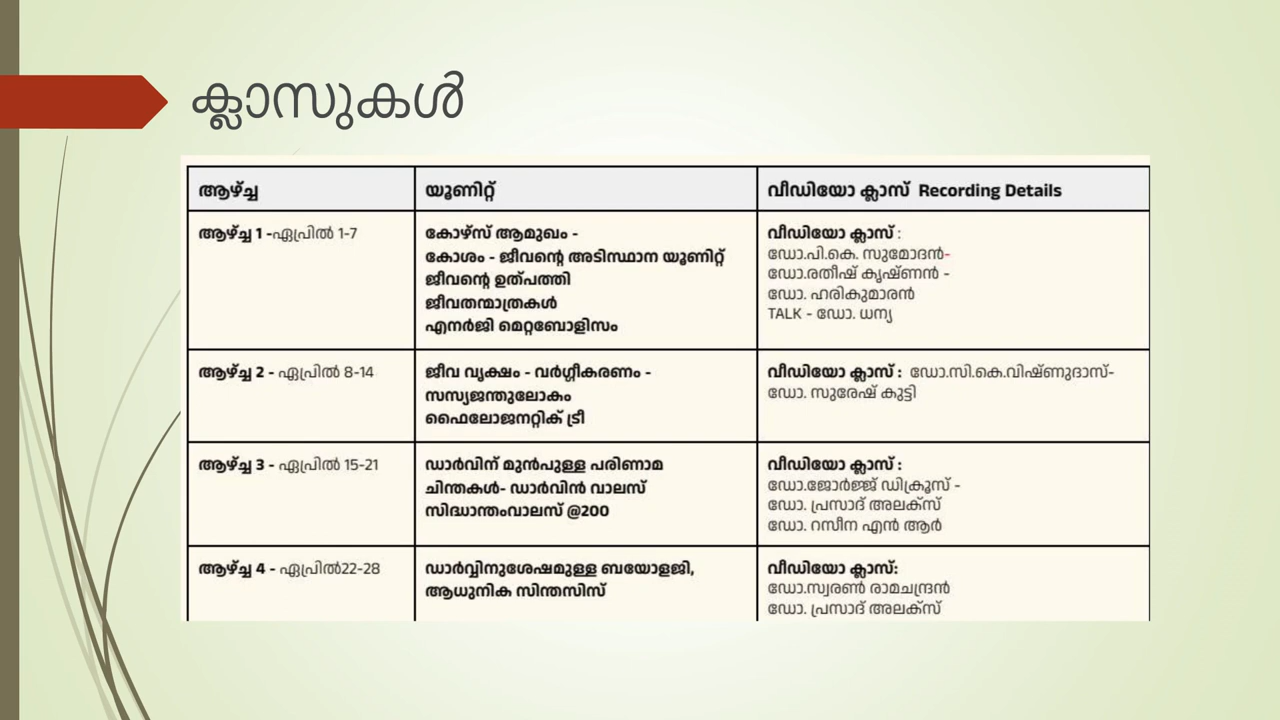 ക്ലാസുകൾ
ആഴ്ച്ച
യൂണിറ്റ്
വീഡിയോ ക്ലാസ് Recording Details
ആഴ്ച്ച 1 -ഏപ്രിൽ 1-7
കോഴ്സ് ആമുഖം -
കോശം - ജീവന്റെ അടിസ്ഥാന യൂണിറ്റ്
ജീവന്റെ ഉത്പത്തി
ജീവതന്മാത്രകൾ
എനർജി മെറ്റബോളിസം
വീഡിയോ ക്ലാസ് :
ഡോ.പി.കെ. സുമോദൻ-
ഡോ.രതീഷ് കൃഷ്ണൻ -
ഡോ. ഹരികുമാരൻ
TALK - ഡോ. ധന്യ
ആഴ്ച്ച 2 - ഏപ്രിൽ 8-14
ജീവ വൃക്ഷം - വർഗ്ഗീകരണം -
സസ്യജന്തുലോകം
ഫൈലോജനറ്റിക് ട്രീ
വീഡിയോ ക്ലാസ് : ഡോ.സി.കെ.വിഷ്ണുദാസ്-
ഡോ. സുരേഷ് കുട്ടി
ആഴ്ച്ച 3 - ഏപ്രിൽ 15-21
ഡാർവിന് മുൻപുള്ള പരിണാമ
ചിന്തകൾ- ഡാർവിൻ വാലസ്
സിദ്ധാന്തംവാലസ് @200
വീഡിയോ ക്ലാസ് :
ഡോ.ജോർജ്ജ് ഡിക്രൂസ് -
ഡോ. പ്രസാദ് അലക്സ്
ഡോ. റസീന എൻ ആർ
ആഴ്ച്ച 4 - ഏപ്രിൽ22-28
ഡാർവ്വിനുശേഷമുള്ള ബയോളജി,
ആധുനിക സിന്തസിസ്
വീഡിയോ ക്ലാസ്:
ഡോ.സ്വരൺ രാമചന്ദ്രൻ
ഡോ. പ്രസാദ് അലക്സ്